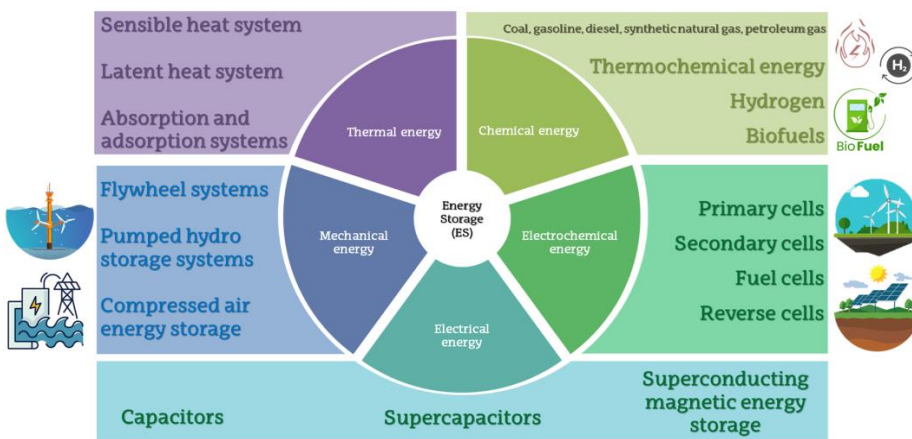 Sensible heat system
Latent heat system
Absorption and
adsorption systems
Coal, gasoline, diesel, synthetic natural gas, petroleum gas
Thermochemical energy
Hydrogen
Biofuels
H₂
BioFuel
Thermal energy
Chemical energy
Flywheel systems
Pumped hydro
storage systems
Compressed air
energy storage
Mechanical
energy
Energy
Storage
(ES)
Electrochemical
energy
Primary cells
Secondary cells
Fuel cells
Reverse cells
Electrical
energy
Capacitors
Supercapacitors
Superconducting
magnetic energy
storage